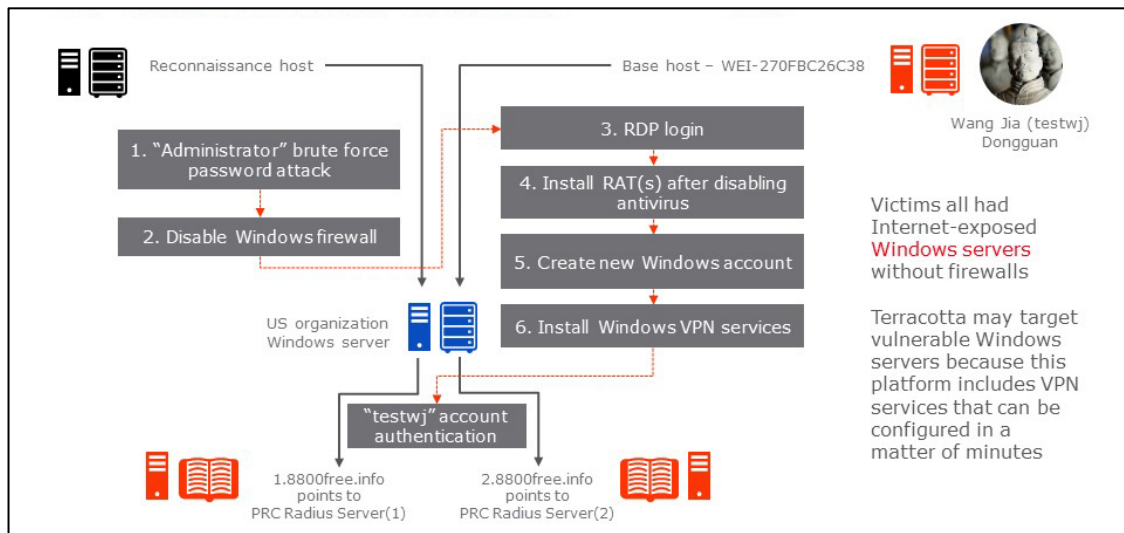 Reconnaissance host
Base host – WEI-270FBC26C38
Wang Jia (testwj)
Dongguan
1. “Administrator” brute force
password attack
2. Disable Windows firewall
3. RDP login
4. Install RAT(s) after disabling
antivirus
5. Create new Windows account
6. Install Windows VPN services
US organization
Windows server
“testwj” account
authentication
1.8800free.info
points to
PRC Radius Server(1)
2.8800free.info
points to
PRC Radius Server(2)
Victims all had
Internet-exposed
Windows servers
without firewalls
Terracotta may target
vulnerable Windows
servers because this
platform includes VPN
services that can be
configured in a
matter of minutes